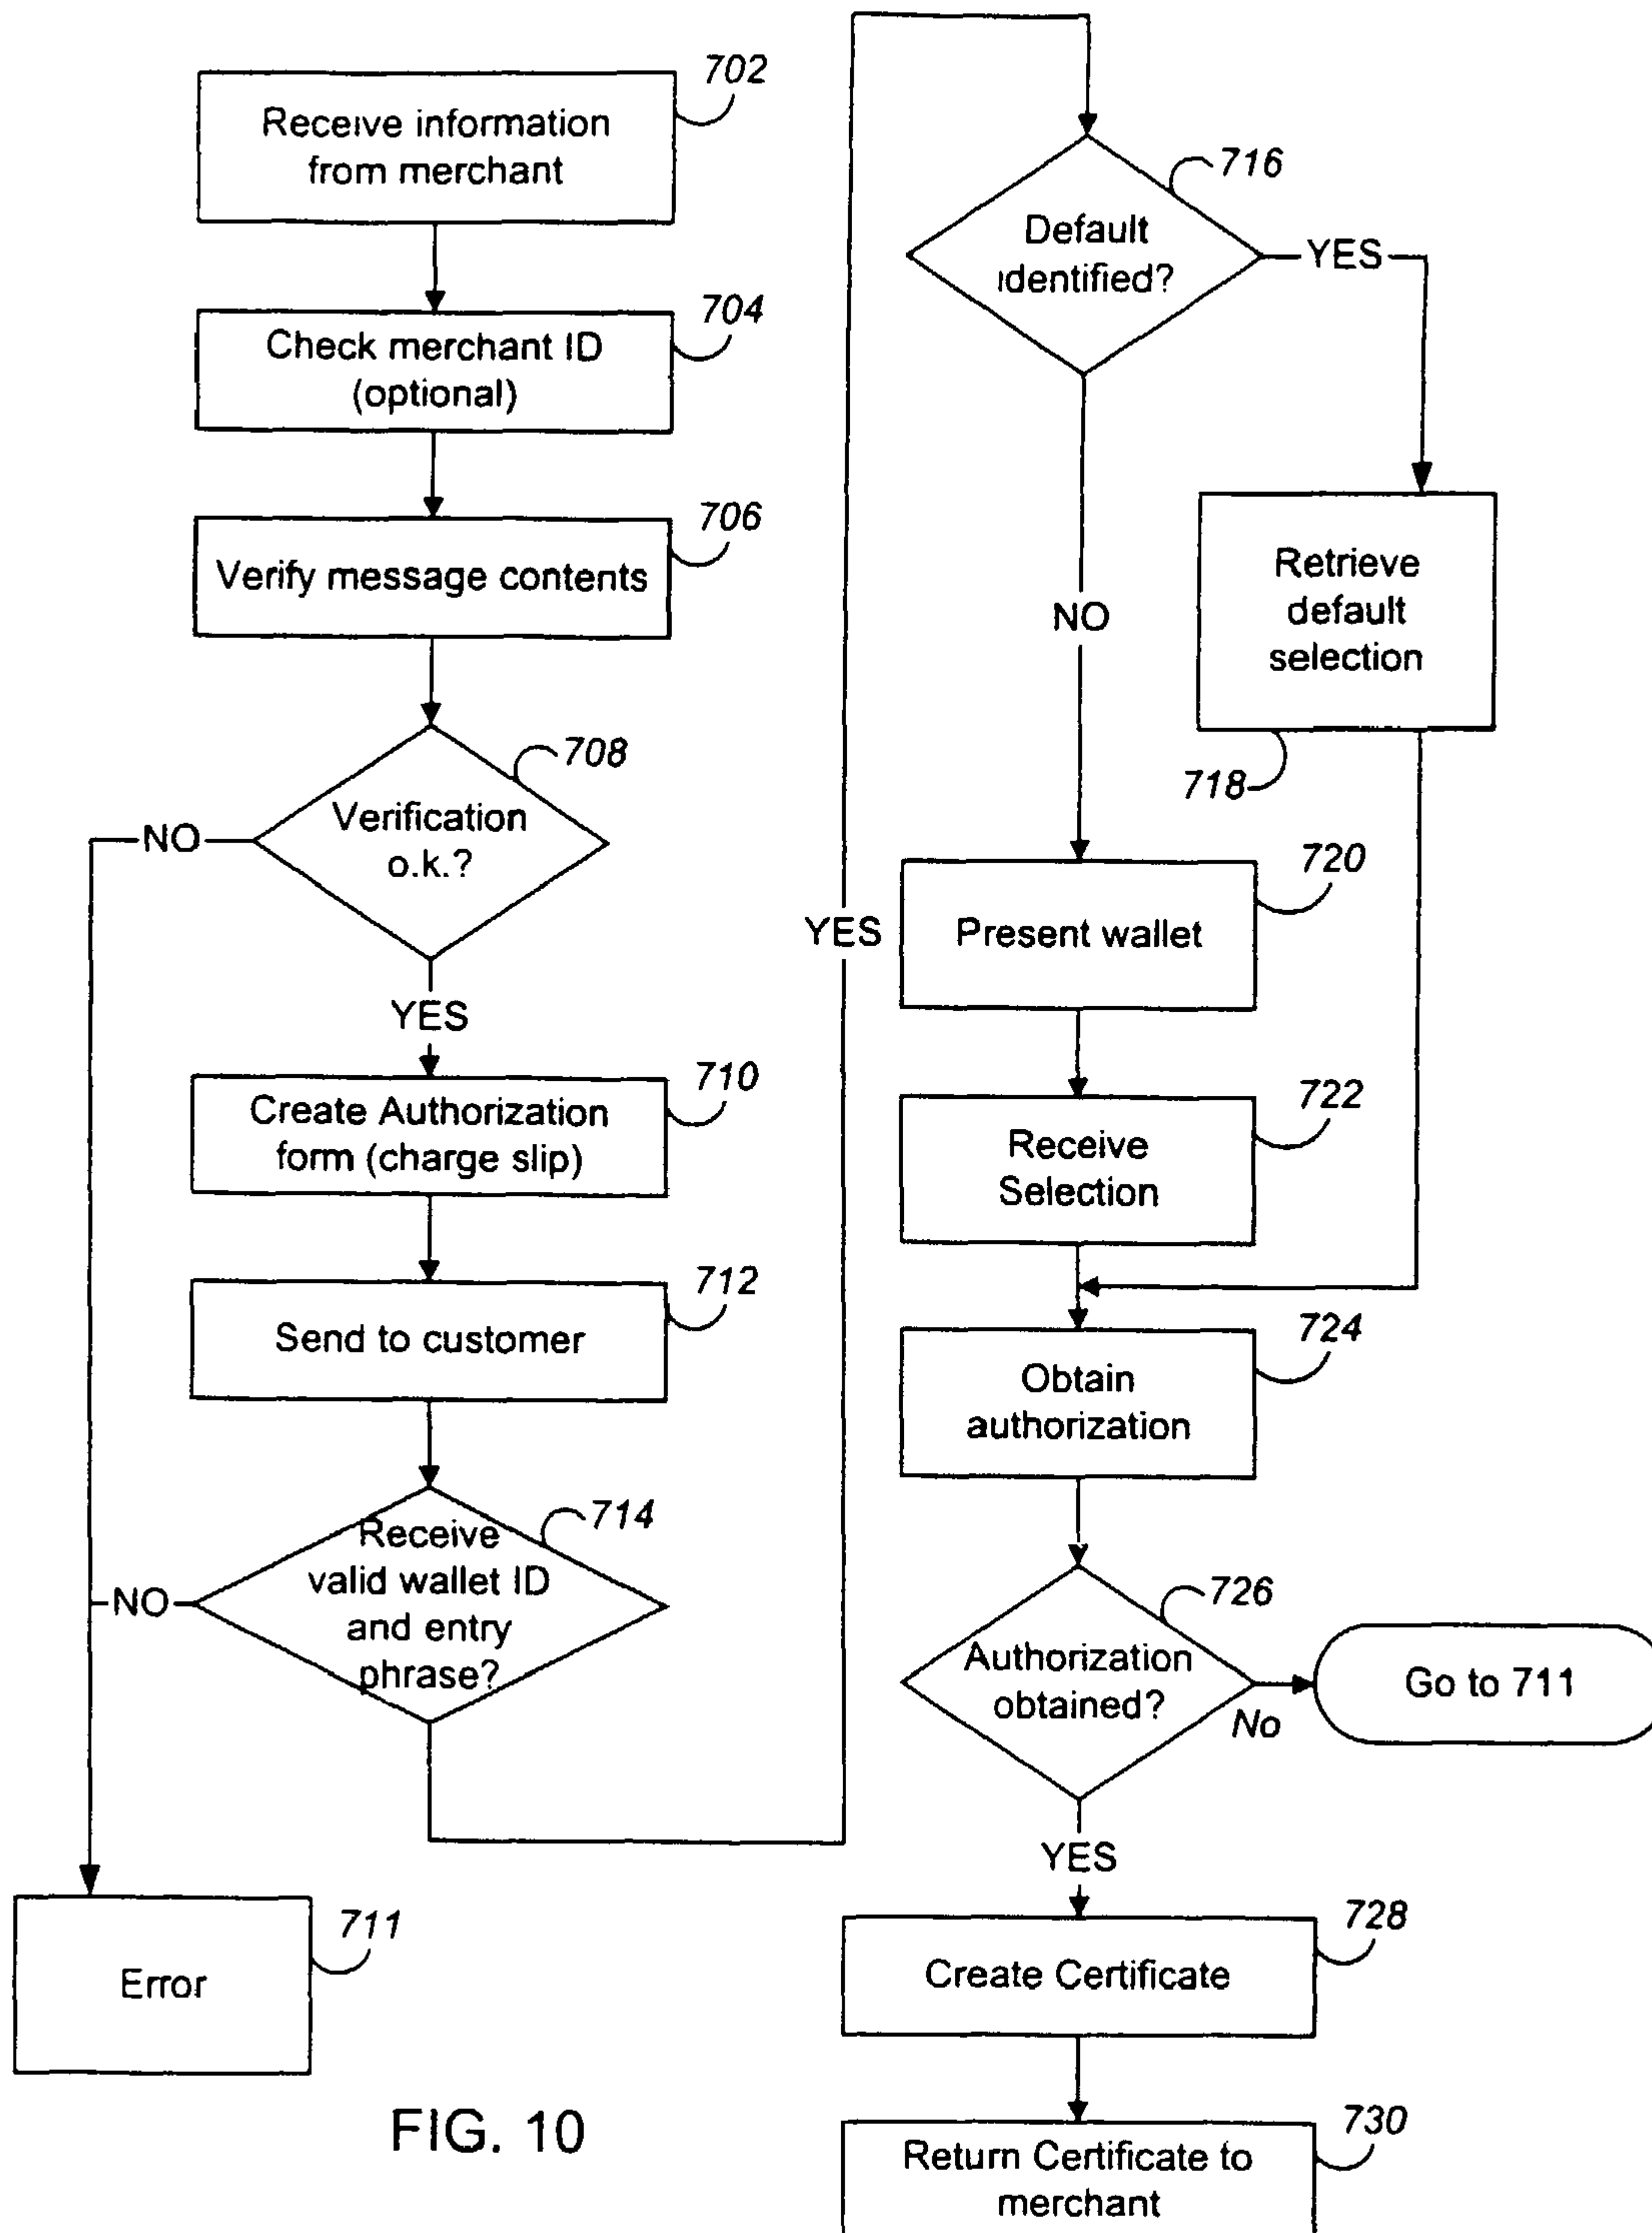 702
Receive information
from merchant
704
Check merchant ID
(optional)
706
Verify message contents
708
Verification
o.k.?
NO
YES
710
Create Authorization
form (charge slip)
712
Send to customer
714
Receive
valid wallet ID
and entry
phrase?
NO
YES
711
Error
716
Default
identified?
YES
NO
Retrieve
default
selection
718
720
Present wallet
722
Receive
Selection
724
Obtain
authorization
726
Authorization
obtained?
No
Go to 711
YES
728
Create Certificate
730
Return Certificate to
merchant
FIG. 10